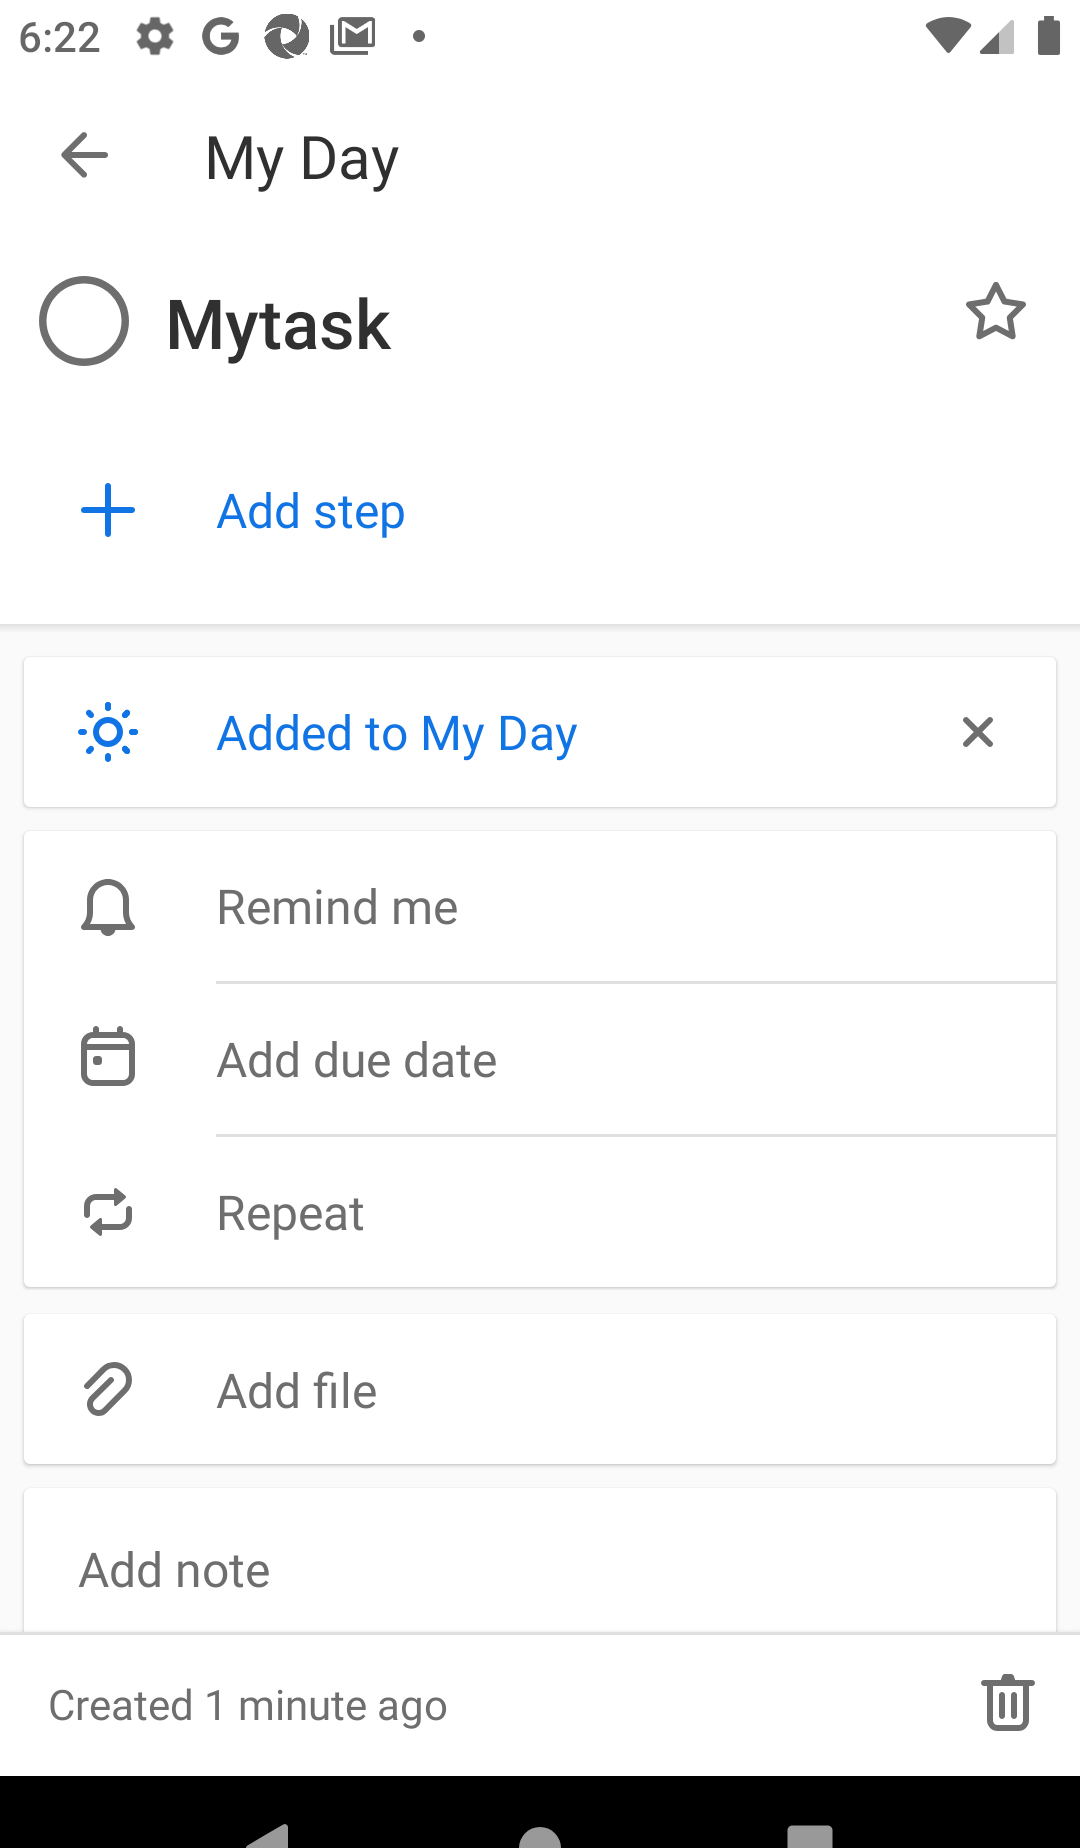 6:22
My Day
Mytask
Add step
Added to My Day
Remind me
Add due date
Repeat
Add file
Add note
Created 1 minute ago